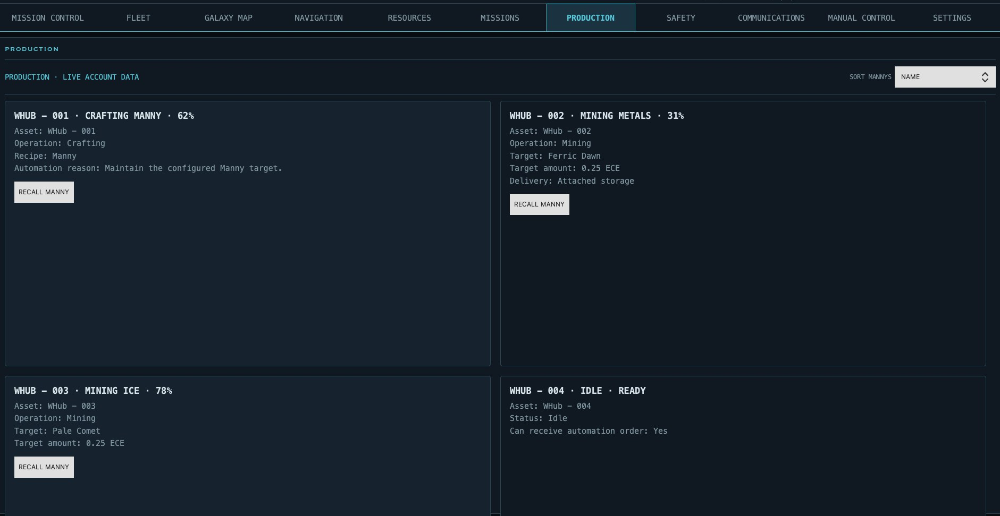 MISSION CONTROL FLEET GALAXY MAP NAVIGATION RESOURCES MISSIONS PRODUCTION SAFETY COMMUNICATIONS MANUAL CONTROL SETTINGS
PRODUCTION
PRODUCTION · LIVE ACCOUNT DATA
SORT MANNYS NAME
WHUB – 001 · CRAFTING MANNY · 62%
Asset: WHub – 001
Operation: Crafting
Recipe: Manny
Automation reason: Maintain the configured Manny target.
RECALL MANNY
WHUB – 002 · MINING METALS · 31%
Asset: WHub – 002
Operation: Mining
Target: Ferric Dawn
Target amount: 0.25 ECE
Delivery: Attached storage
RECALL MANNY
WHUB – 003 · MINING ICE · 78%
Asset: WHub – 003
Operation: Mining
Target: Pale Comet
Target amount: 0.25 ECE
RECALL MANNY
WHUB – 004 · IDLE · READY
Asset: WHub – 004
Status: Idle
Can receive automation order: Yes